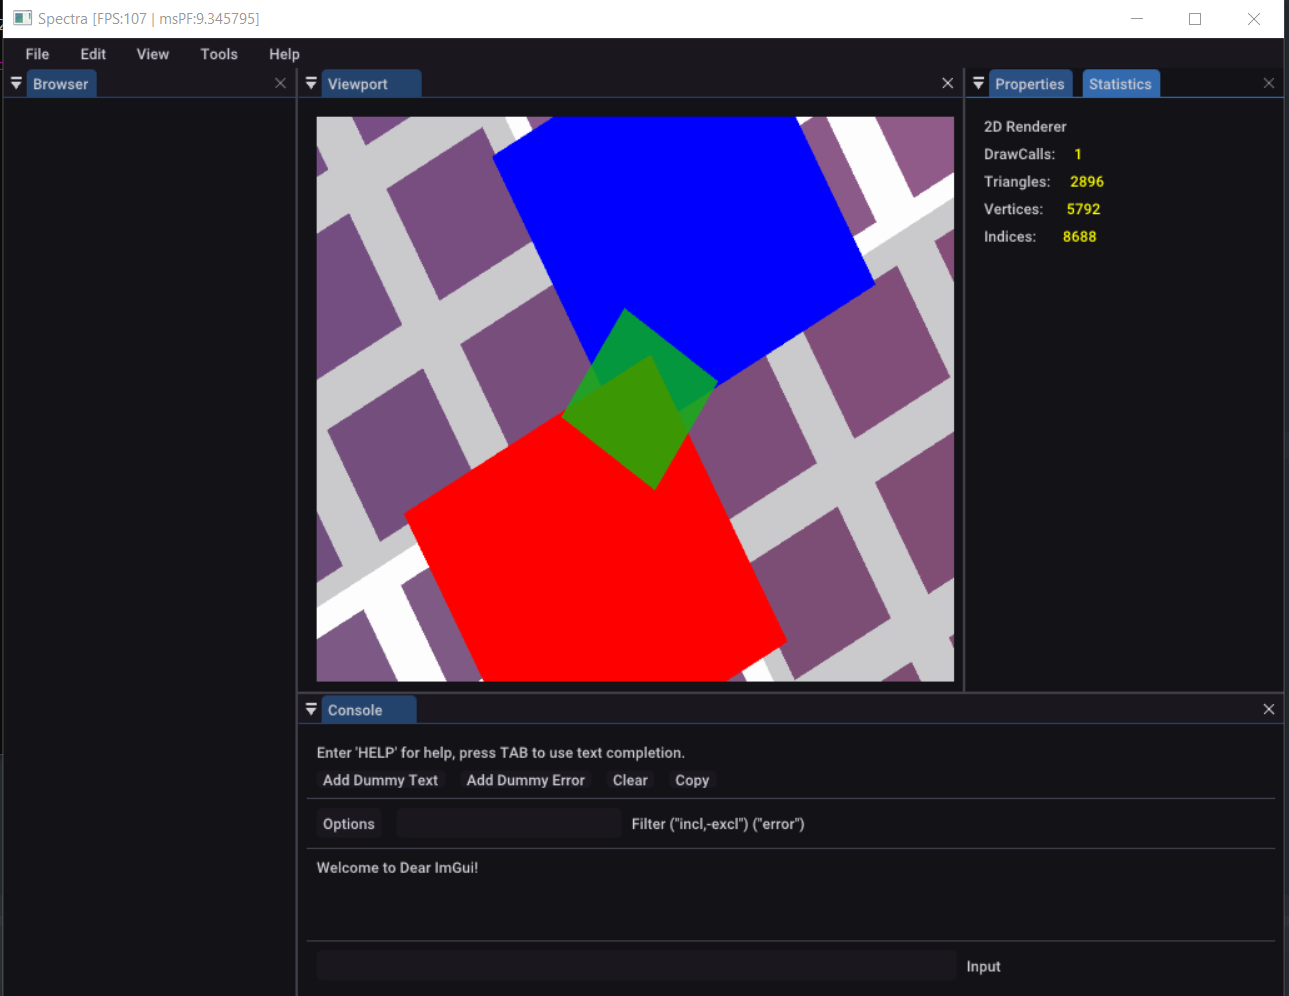 Spectra [FPS:107 | msPF:9.345795]
File Edit View Tools Help
Browser
Viewport
Properties Statistics
2D Renderer
DrawCalls: 1
Triangles: 2896
Vertices: 5792
Indices: 8688
Console
Enter 'HELP' for help, press TAB to use text completion.
Add Dummy Text Add Dummy Error Clear Copy
Options Filter ("incl,-excl") ("error")
Welcome to Dear ImGui!
Input